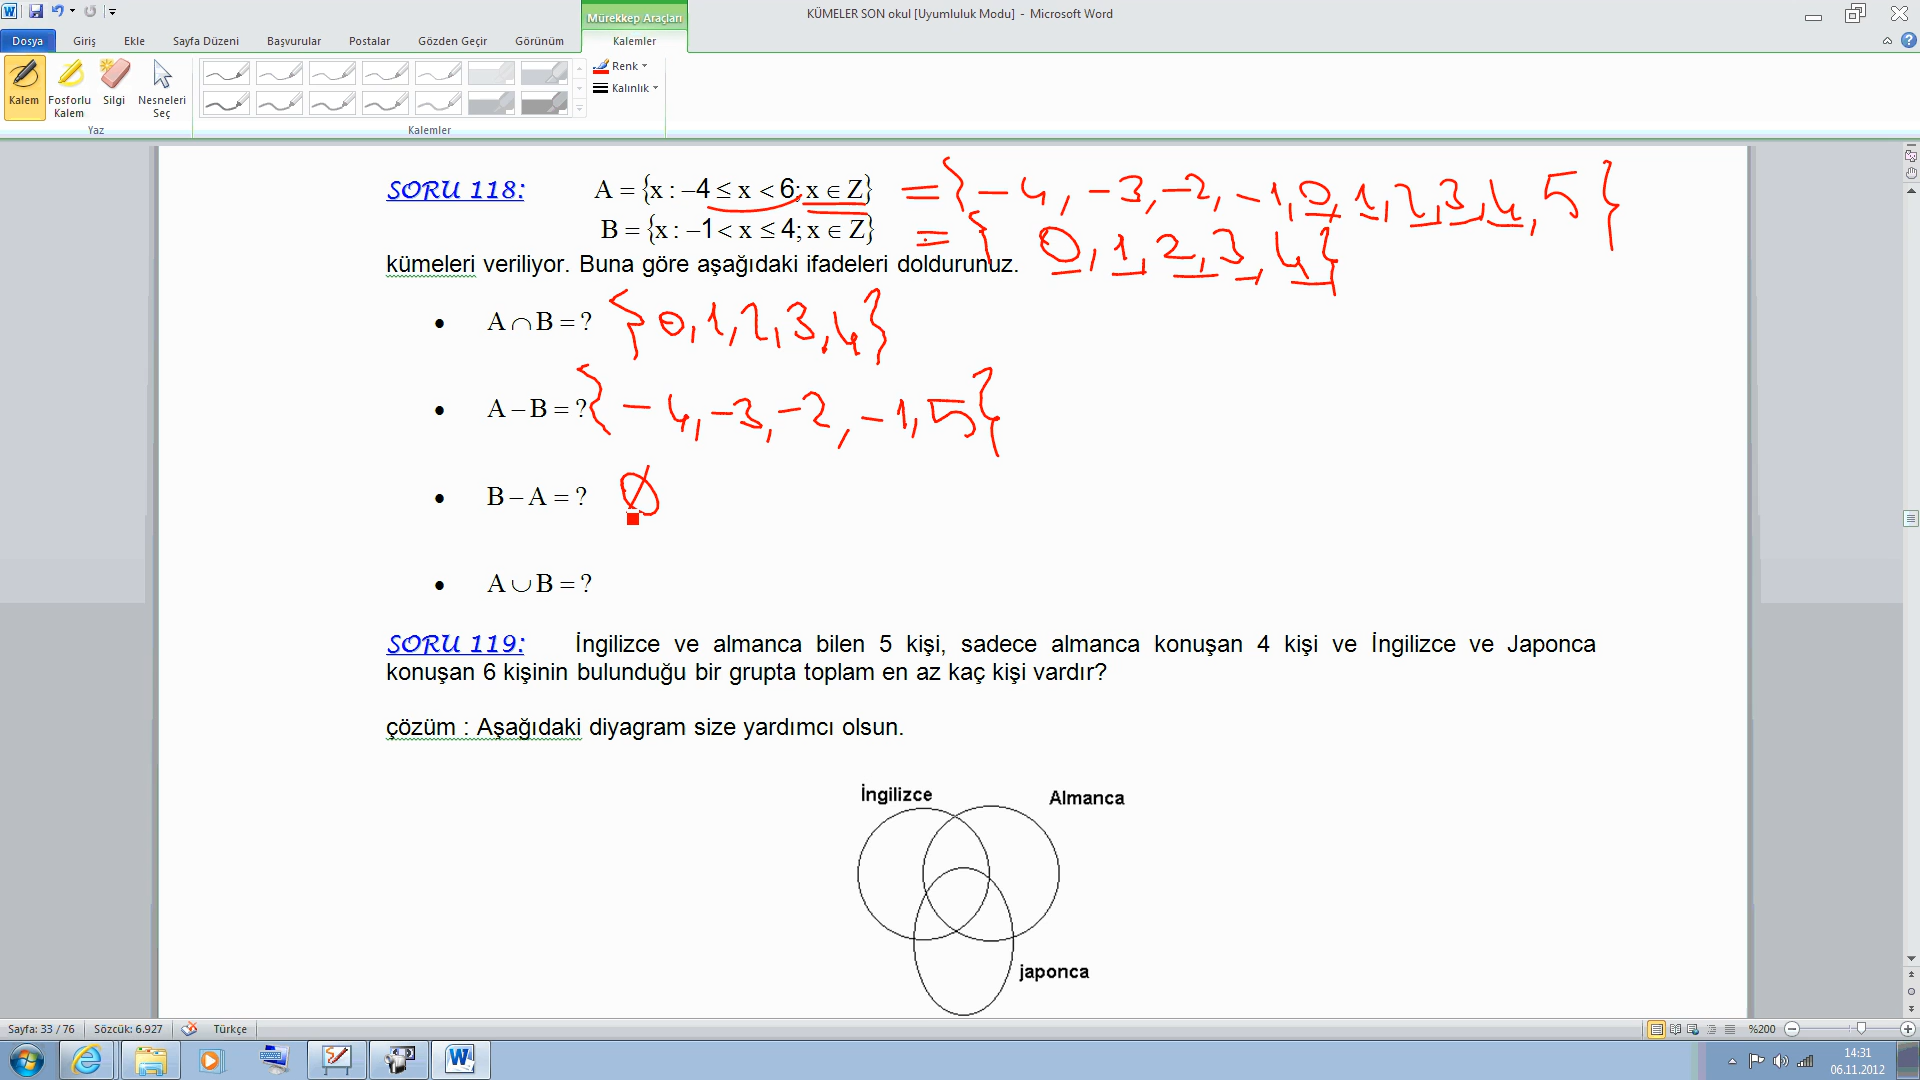 KÜMELER SON okul [Uyumluluk Modu] - Microsoft Word
Mürekkep Araçları
Dosya Giriş Ekle Sayfa Düzeni Başvurular Postalar Gözden Geçir Görünüm Kalemler
Kalem Fosforlu Kalem Silgi Nesneleri Seç
Renk
Kalınlık
Yaz Kalemler
SORU 118: A = {x : −4 ≤ x < 6; x ∈ Z} = {-4, -3, -2, -1, 0, 1, 2, 3, 4, 5}
B = {x : −1 < x ≤ 4; x ∈ Z} = {0, 1, 2, 3, 4}
kümeleri veriliyor. Buna göre aşağıdaki ifadeleri doldurunuz.
• A ∩ B = ? {0, 1, 2, 3, 4}
• A − B = ? {-4, -3, -2, -1, 5}
• B − A = ? Ø
• A ∪ B = ?
SORU 119: İngilizce ve almanca bilen 5 kişi, sadece almanca konuşan 4 kişi ve İngilizce ve Japonca
konuşan 6 kişinin bulunduğu bir grupta toplam en az kaç kişi vardır?
çözüm : Aşağıdaki diyagram size yardımcı olsun.
İngilizce Almanca
japonca
Sayfa: 33 / 76 Sözcük: 6.927 Türkçe %200
14:31
06.11.2012